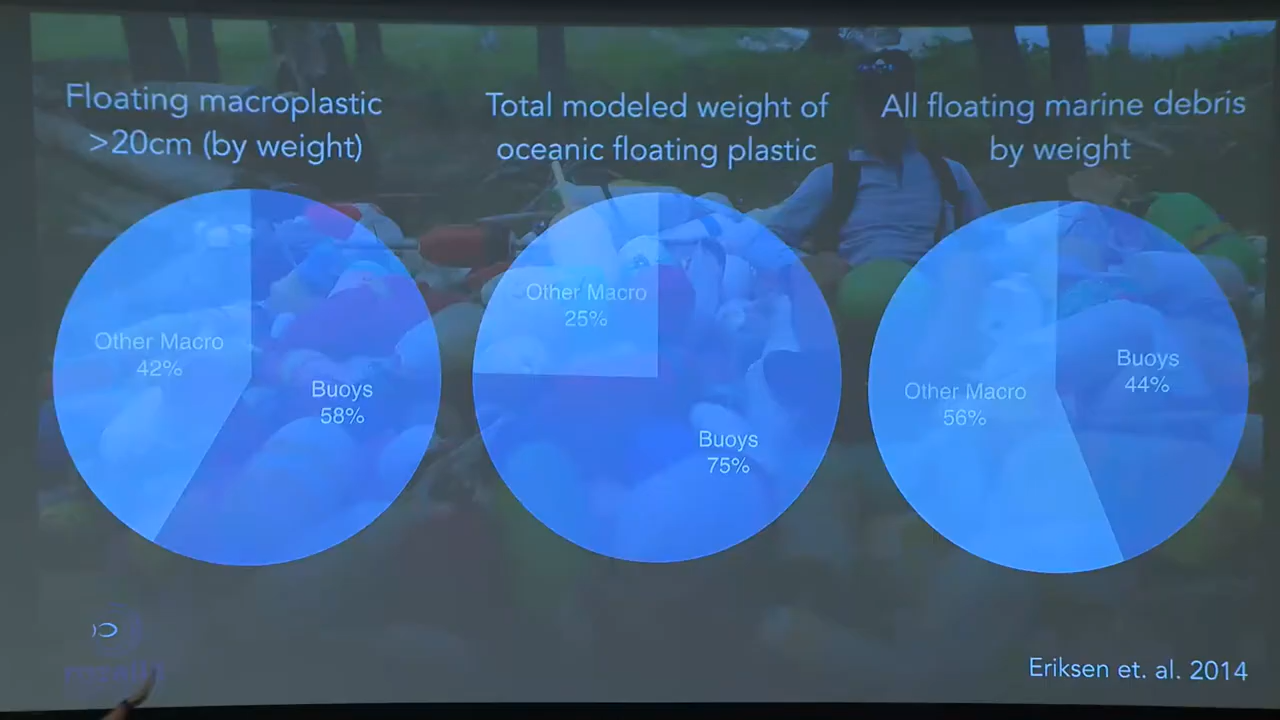 Floating macroplastic
>20cm (by weight)
Other Macro
42%
Buoys
58%
Total modeled weight of
oceanic floating plastic
Other Macro
25%
Buoys
75%
All floating marine debris
by weight
Other Macro
56%
Buoys
44%
Eriksen et. al. 2014